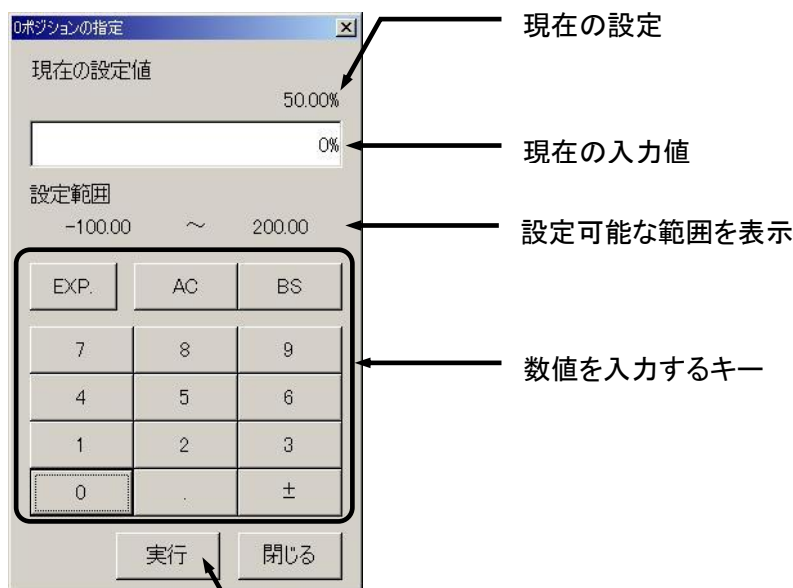 0ポジションの指定
現在の設定
現在の設定値
50.00%
0%
現在の入力値
設定範囲
-100.00 ～ 200.00
設定可能な範囲を表示
EXP. AC BS
7 8 9
数値を入力するキー
4 5 6
1 2 3
0 . ±
実行 閉じる